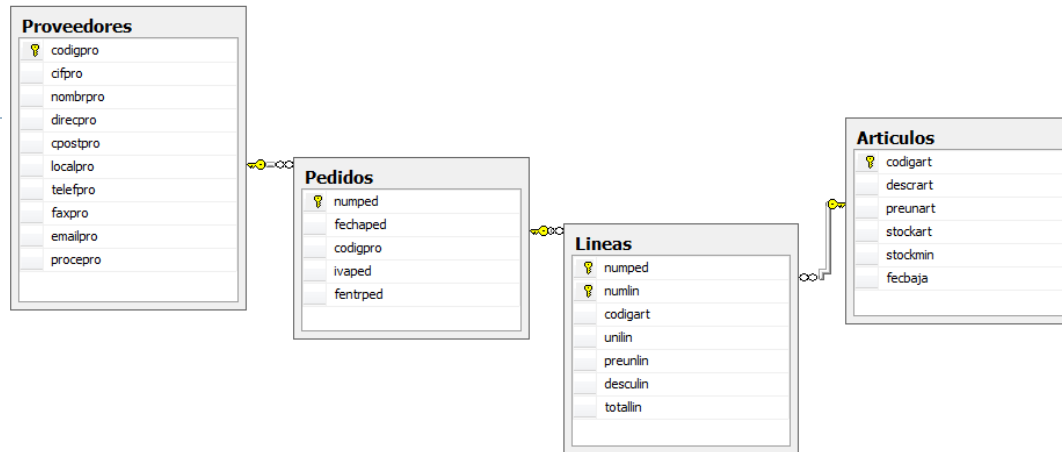 Proveedores
codigpro
cifpro
nombrpro
direcpro
cpostpro
localpro
telefpro
faxpro
emailpro
procepro
Pedidos
numped
fechaped
codigpro
ivaped
fentrped
Lineas
numped
numlin
codigart
unilin
preunlin
desculin
totallin
Articulos
codigart
descrart
preunart
stockart
stockmin
fecbaja